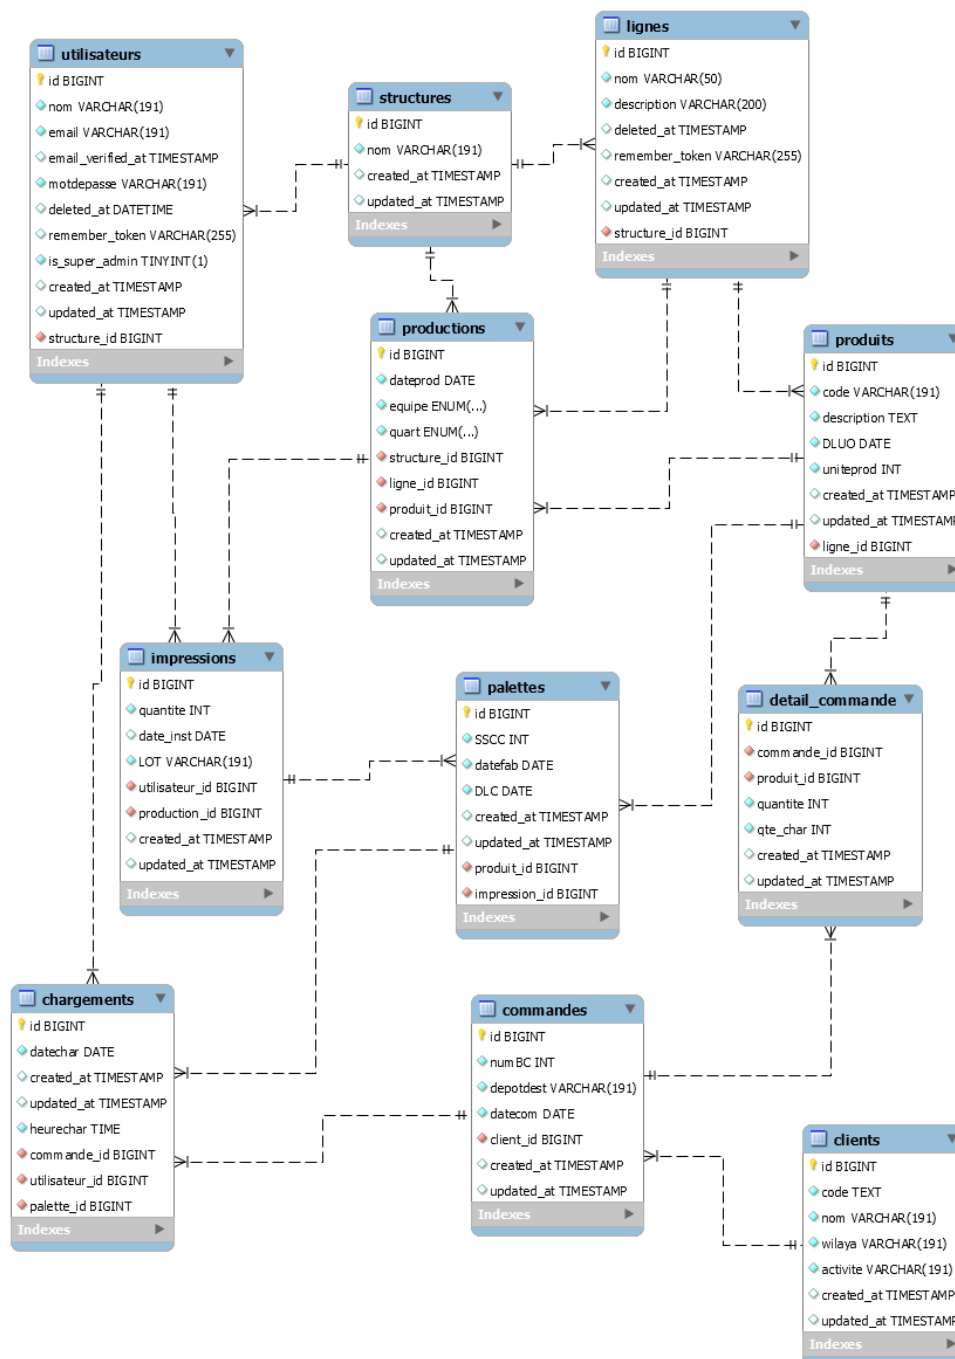 utilisateurs
id BIGINT
nom VARCHAR(191)
email VARCHAR(191)
email_verified_at TIMESTAMP
motdepasse VARCHAR(191)
deleted_at DATETIME
remember_token VARCHAR(255)
is_super_admin TINYINT(1)
created_at TIMESTAMP
updated_at TIMESTAMP
structure_id BIGINT
Indexes
structures
id BIGINT
nom VARCHAR(191)
created_at TIMESTAMP
updated_at TIMESTAMP
Indexes
lignes
id BIGINT
nom VARCHAR(50)
description VARCHAR(200)
deleted_at TIMESTAMP
remember_token VARCHAR(255)
created_at TIMESTAMP
updated_at TIMESTAMP
structure_id BIGINT
Indexes
productions
id BIGINT
dateprod DATE
equipe ENUM(...)
quart ENUM(...)
structure_id BIGINT
ligne_id BIGINT
produit_id BIGINT
created_at TIMESTAMP
updated_at TIMESTAMP
Indexes
produits
id BIGINT
code VARCHAR(191)
description TEXT
DLUO DATE
uniteprod INT
created_at TIMESTAMP
updated_at TIMESTAMP
ligne_id BIGINT
Indexes
impressions
id BIGINT
quantite INT
date_inst DATE
LOT VARCHAR(191)
utilisateur_id BIGINT
production_id BIGINT
created_at TIMESTAMP
updated_at TIMESTAMP
Indexes
palettes
id BIGINT
SSCC INT
datefab DATE
DLC DATE
created_at TIMESTAMP
updated_at TIMESTAMP
produit_id BIGINT
impression_id BIGINT
Indexes
detail_commande
id BIGINT
commande_id BIGINT
produit_id BIGINT
quantite INT
qte_char INT
created_at TIMESTAMP
updated_at TIMESTAMP
Indexes
chargements
id BIGINT
datechar DATE
created_at TIMESTAMP
updated_at TIMESTAMP
heurechar TIME
commande_id BIGINT
utilisateur_id BIGINT
palette_id BIGINT
Indexes
commandes
id BIGINT
numBC INT
depotdest VARCHAR(191)
datecom DATE
client_id BIGINT
created_at TIMESTAMP
updated_at TIMESTAMP
Indexes
clients
id BIGINT
code TEXT
nom VARCHAR(191)
wilaya VARCHAR(191)
activite VARCHAR(191)
created_at TIMESTAMP
updated_at TIMESTAMP
Indexes